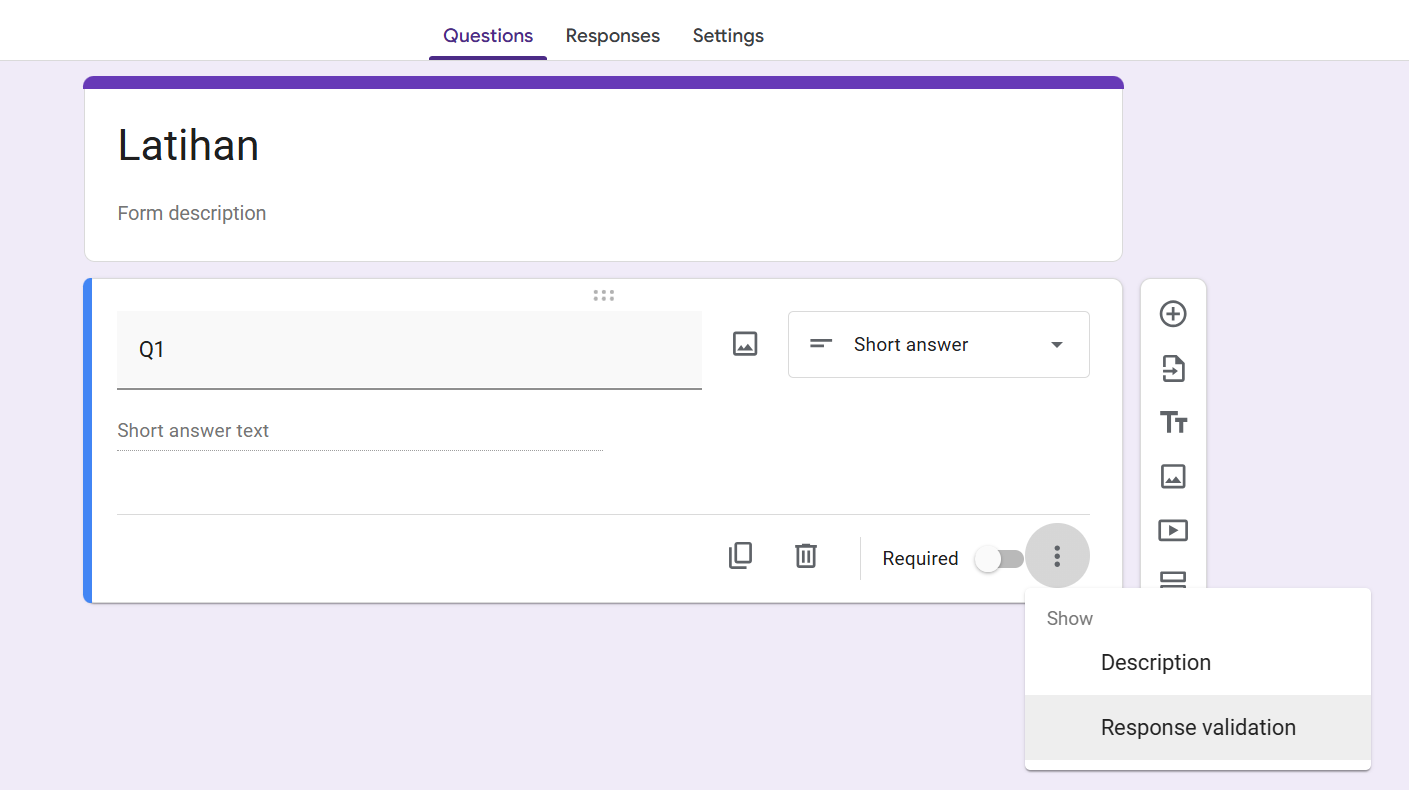 Questions Responses Settings
Latihan
Form description
Q1
Short answer
Short answer text
Required
Show
Description
Response validation